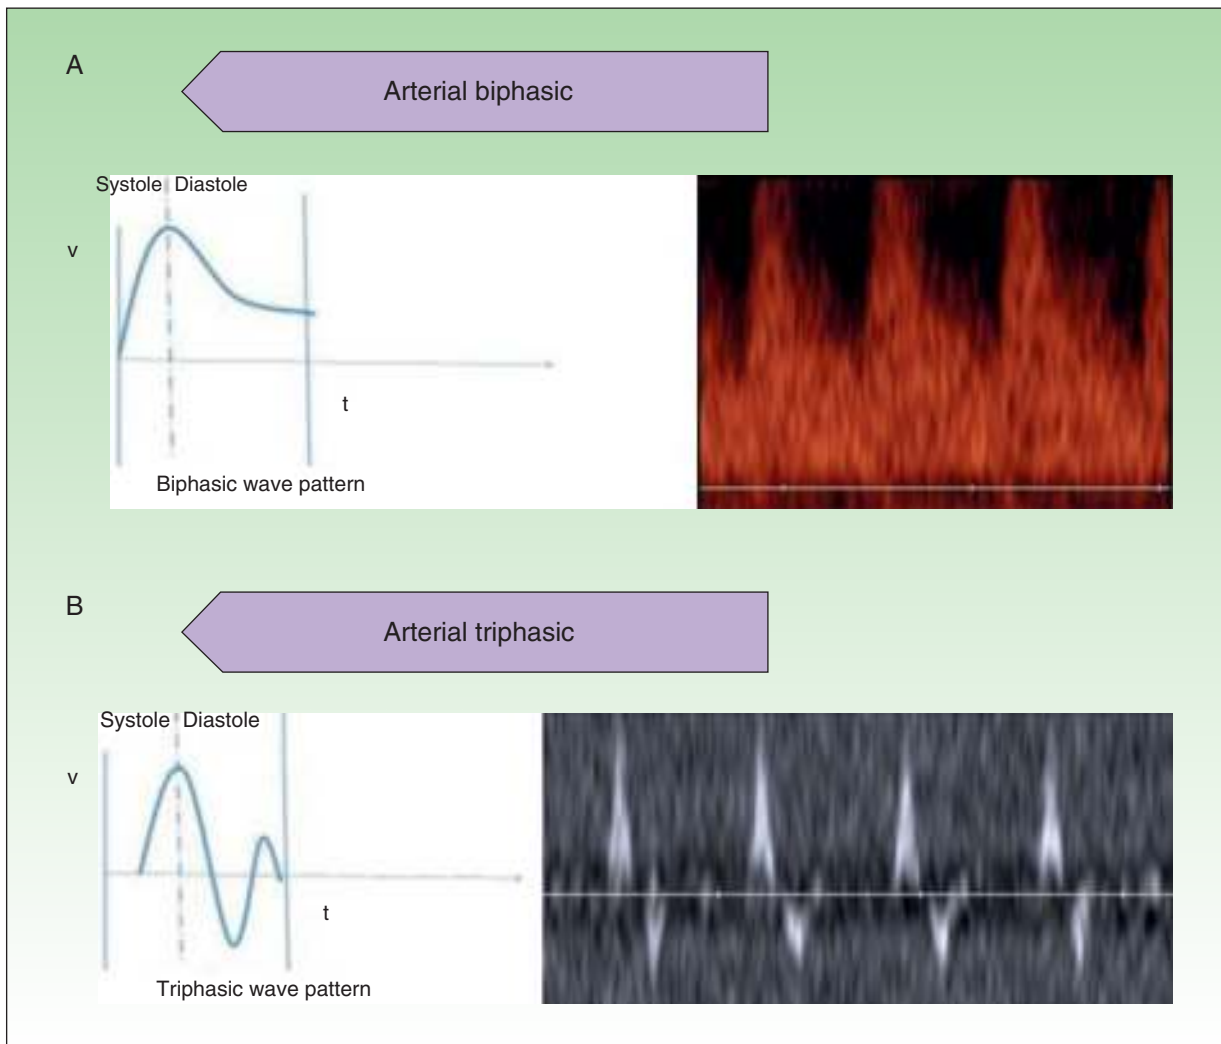 A
Arterial biphasic
Systole Diastole
v
t
Biphasic wave pattern
B
Arterial triphasic
Systole Diastole
v
t
Triphasic wave pattern